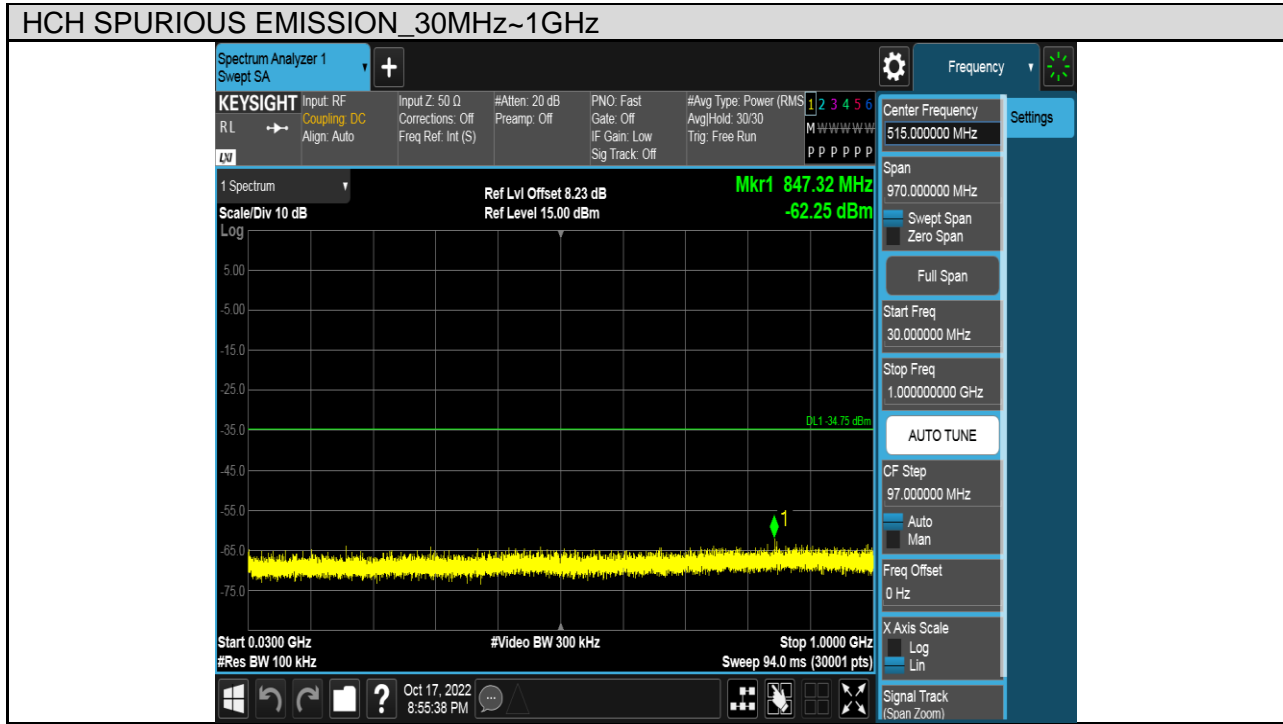 HCH SPURIOUS EMISSION_30MHz~1GHz
Spectrum Analyzer 1
Swept SA
+
Frequency
KEYSIGHT
RL
LXI
Input: RF
Coupling: DC
Align: Auto
Input Z: 50 Ω
Corrections: Off
Freq Ref: Int (S)
#Atten: 20 dB
Preamp: Off
PNO: Fast
Gate: Off
IF Gain: Low
Sig Track: Off
#Avg Type: Power (RMS
Avg|Hold: 30/30
Trig: Free Run
1 2 3 4 5 6
M W W W W W
P P P P P P
1 Spectrum
Scale/Div 10 dB
Ref Lvl Offset 8.23 dB
Ref Level 15.00 dBm
Mkr1 847.32 MHz
-62.25 dBm
Log
5.00
-5.00
-15.0
-25.0
-35.0
DL1 -34.75 dBm
-45.0
-55.0
1
-65.0
-75.0
Start 0.0300 GHz
#Video BW 300 kHz
Stop 1.0000 GHz
#Res BW 100 kHz
Sweep 94.0 ms (30001 pts)
?
Oct 17, 2022
8:55:38 PM
Center Frequency
515.000000 MHz
Settings
Span
970.000000 MHz
Swept Span
Zero Span
Full Span
Start Freq
30.000000 MHz
Stop Freq
1.000000000 GHz
AUTO TUNE
CF Step
97.000000 MHz
Auto
Man
Freq Offset
0 Hz
X Axis Scale
Log
Lin
Signal Track
(Span Zoom)